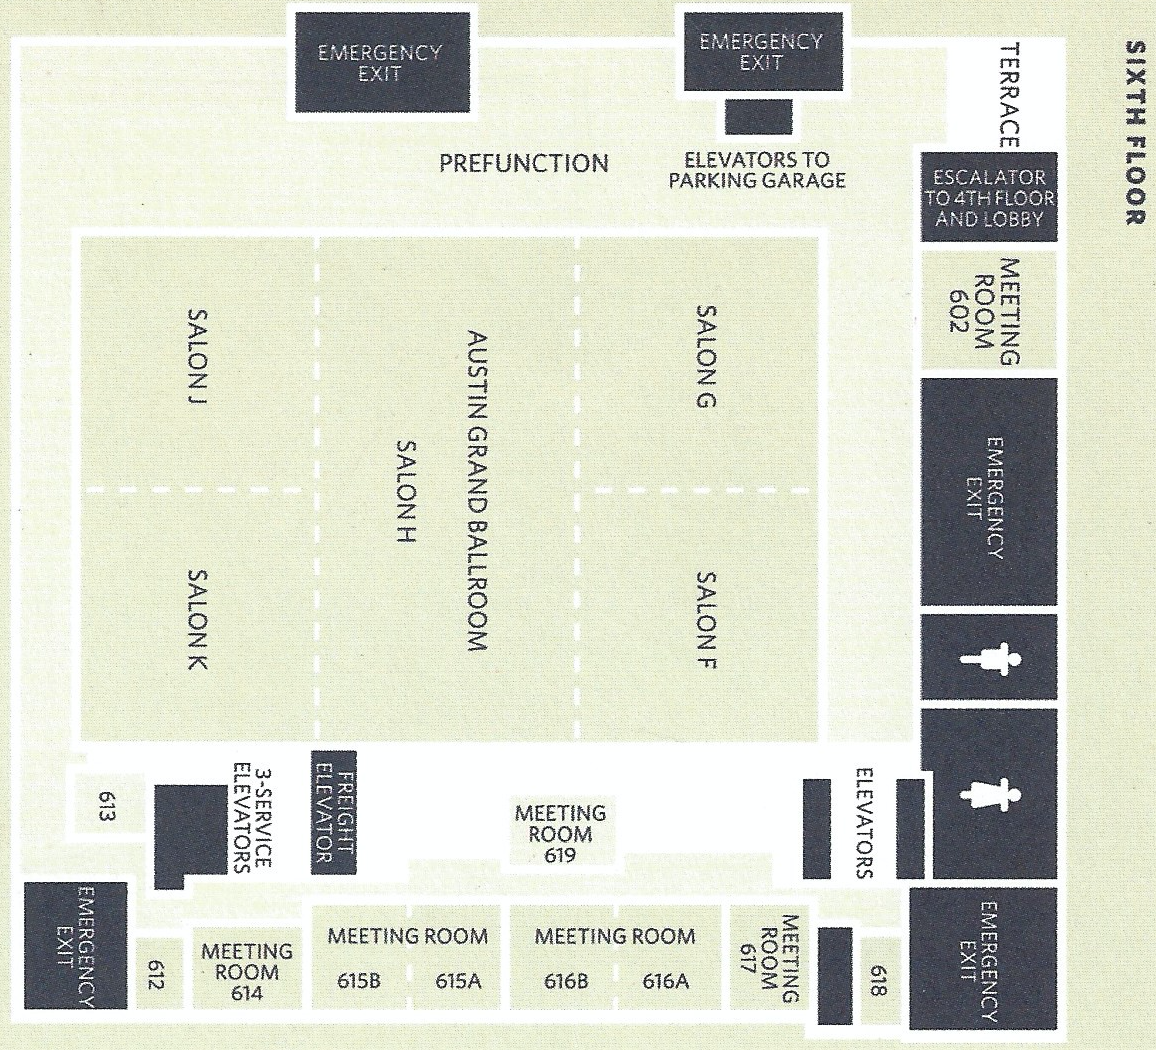 SIXTH FLOOR
EMERGENCY
EXIT
EMERGENCY
EXIT
TERRACE
PREFUNCTION
ELEVATORS TO
PARKING GARAGE
ESCALATOR
TO 4TH FLOOR
AND LOBBY
MEETING
ROOM
602
SALON J
AUSTIN GRAND BALLROOM
SALON H
SALON G
EMERGENCY
EXIT
SALON K
SALON F
613
3-SERVICE
ELEVATORS
FREIGHT
ELEVATOR
MEETING
ROOM
619
ELEVATORS
EMERGENCY
EXIT
612
MEETING
ROOM
614
MEETING ROOM
615B
615A
MEETING ROOM
616B
616A
MEETING
ROOM
617
618
EMERGENCY
EXIT